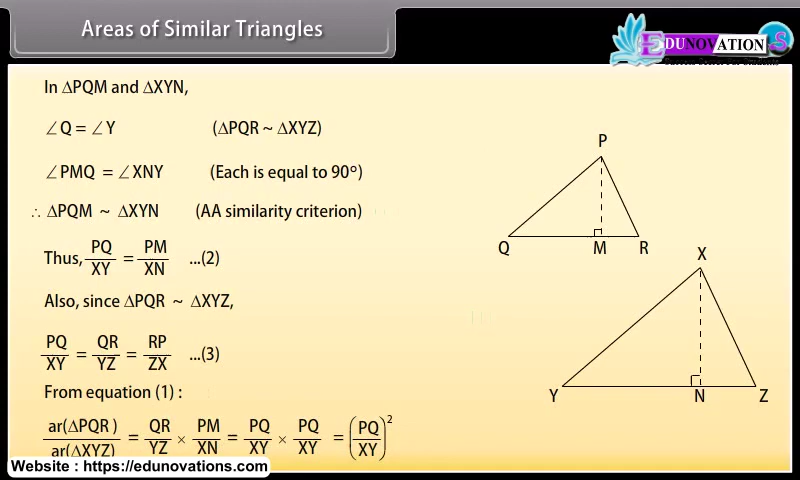 Areas of Similar Triangles
EDUNOVATION.S
In ΔPQM and ΔXYN,
∠Q = ∠Y (ΔPQR ~ ΔXYZ)
∠PMQ = ∠XNY (Each is equal to 90º)
∴ ΔPQM ~ ΔXYN (AA similarity criterion)
Thus, PQ/XY = PM/XN ...(2)
Also, since ΔPQR ~ ΔXYZ,
PQ/XY = QR/YZ = RP/ZX ...(3)
From equation (1) :
ar(ΔPQR)/ar(ΔXYZ) = QR/YZ × PM/XN = PQ/XY × PQ/XY = (PQ/XY)²
P
Q M R
X
Y N Z
Website : https://edunovations.com